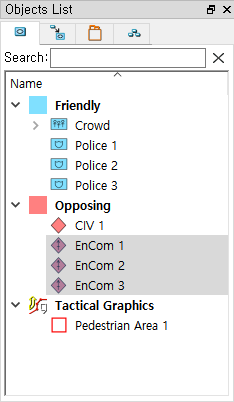 Objects List
Search:
Name
Friendly
Crowd
Police 1
Police 2
Police 3
Opposing
CIV 1
EnCom 1
EnCom 2
EnCom 3
Tactical Graphics
Pedestrian Area 1